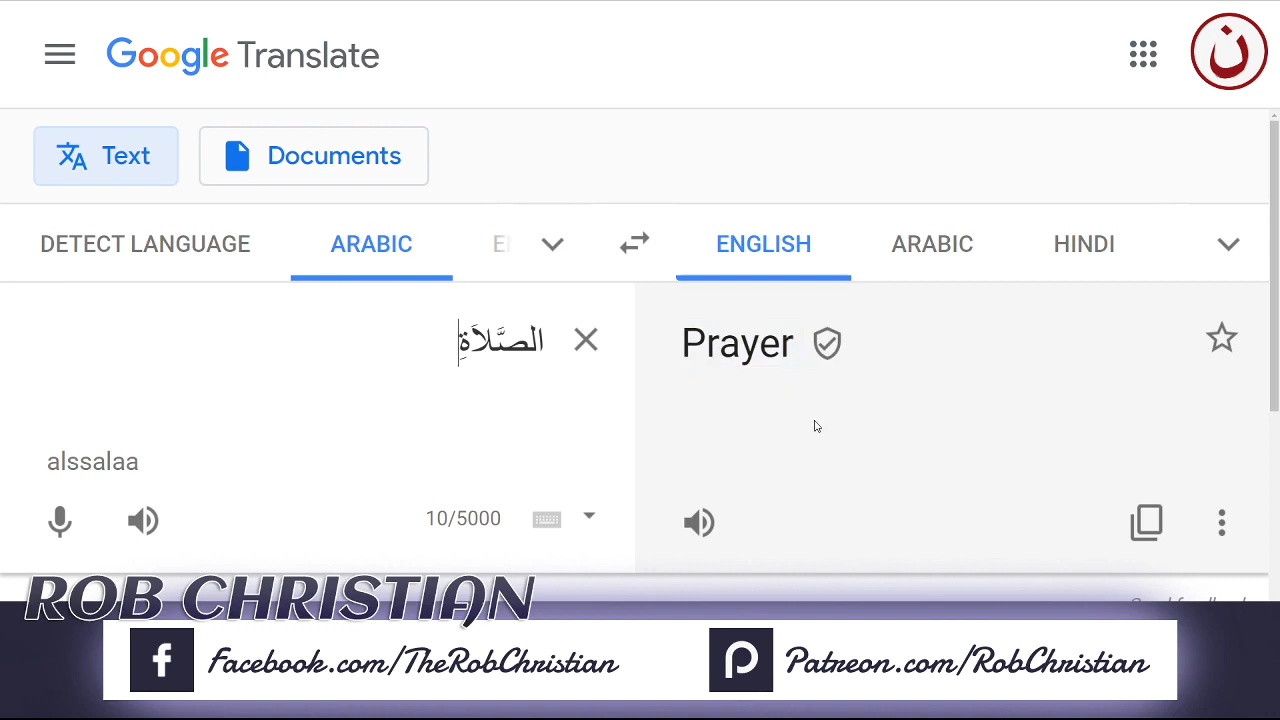 Google Translate
ن
Text
Documents
DETECT LANGUAGE
ARABIC
ENGLISH
ARABIC
HINDI
الصَّلاَةِ
Prayer
alssalaa
10/5000
ROB CHRISTIAN
Facebook.com/TheRobChristian
Patreon.com/RobChristian